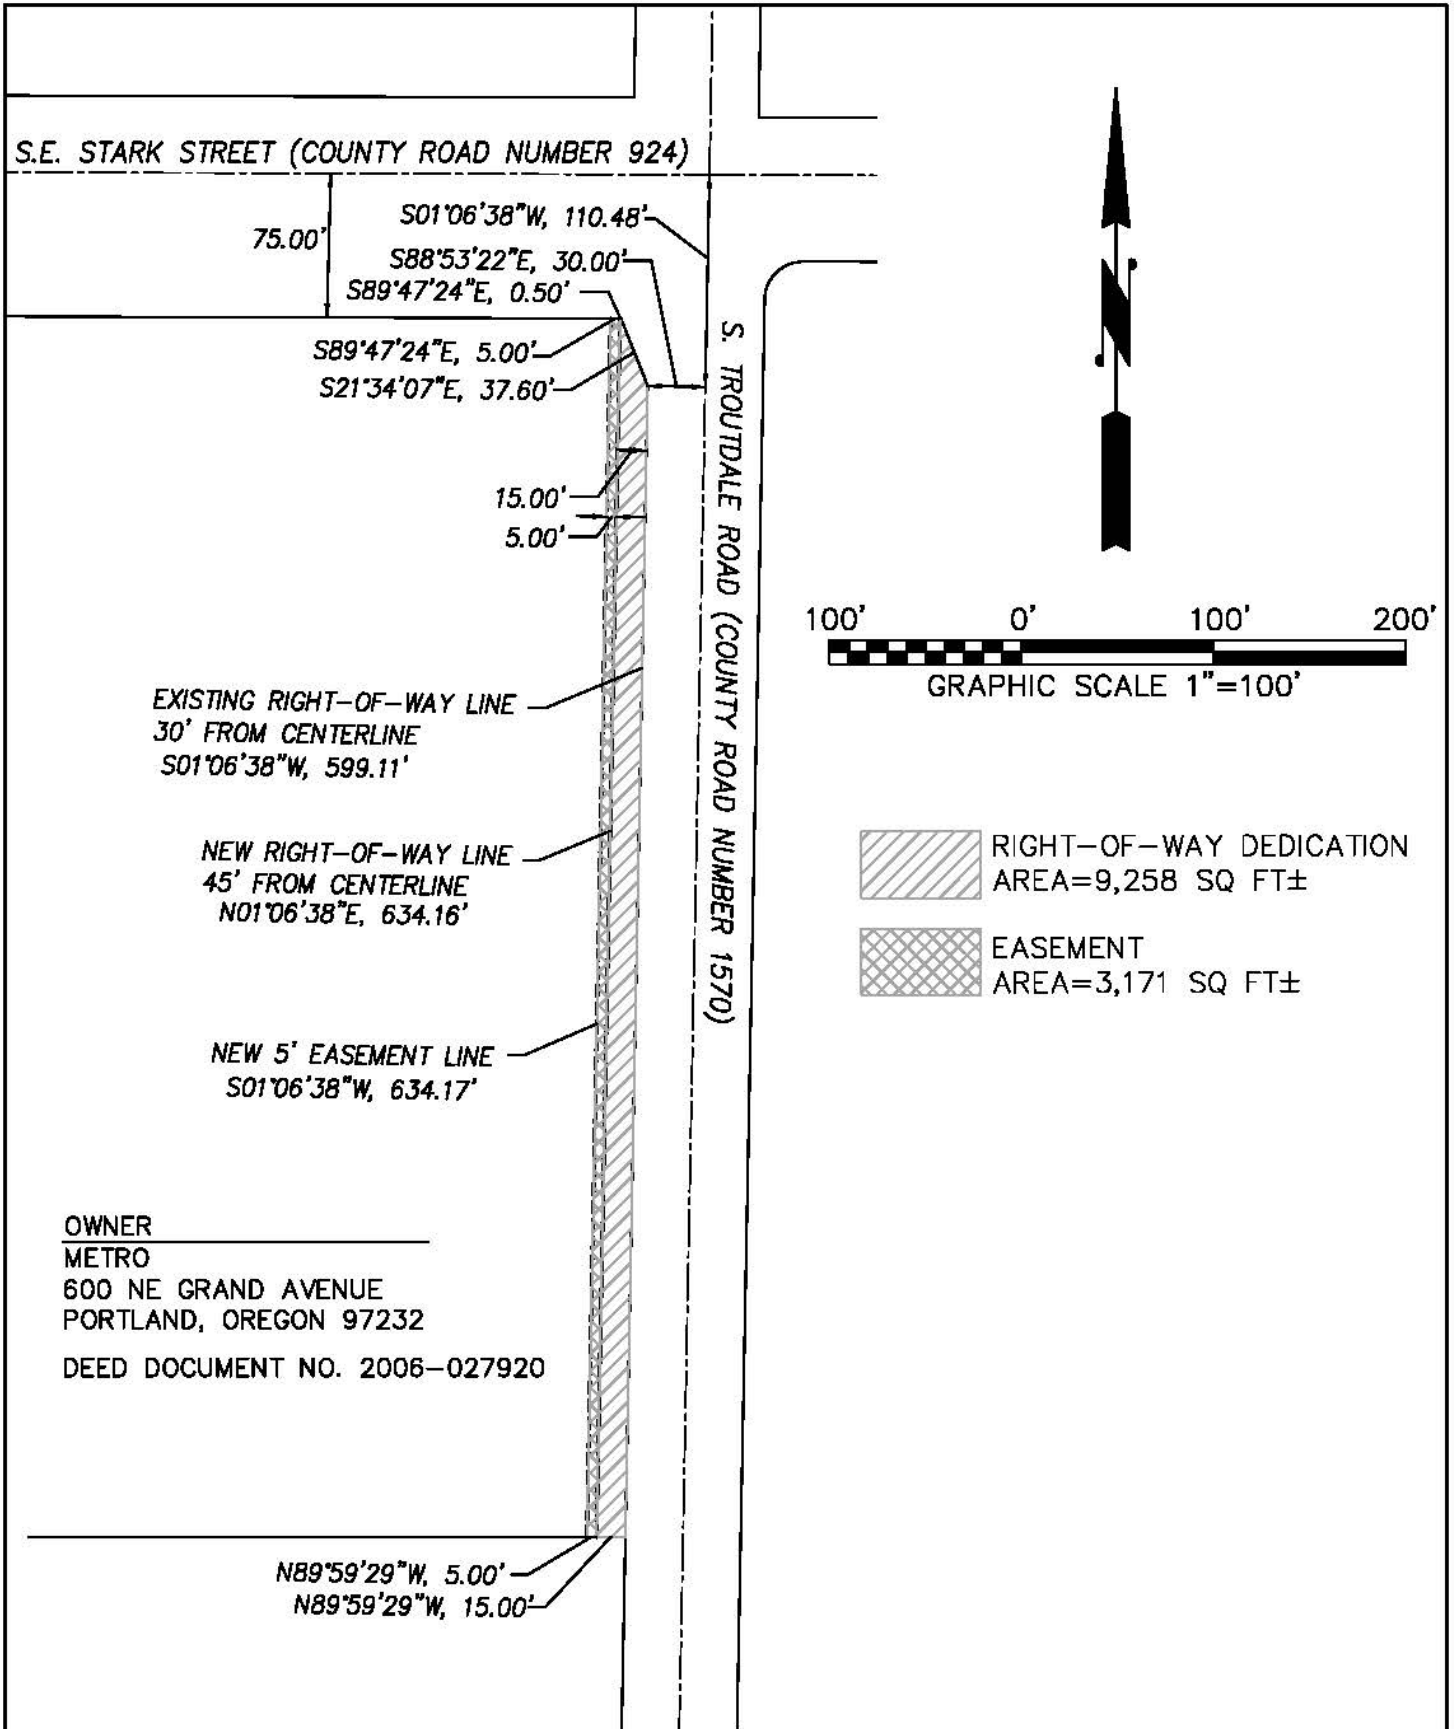 S.E. STARK STREET (COUNTY ROAD NUMBER 924)
75.00'
S01°06'38"W, 110.48'
S88°53'22"E, 30.00'
S89°47'24"E, 0.50'
S89°47'24"E, 5.00'
S21°34'07"E, 37.60'
15.00'
5.00'
S. TROUTDALE ROAD (COUNTY ROAD NUMBER 1570)
N
100' 0' 100' 200'
GRAPHIC SCALE 1"=100'
EXISTING RIGHT-OF-WAY LINE
30' FROM CENTERLINE
S01°06'38"W, 599.11'
NEW RIGHT-OF-WAY LINE
45' FROM CENTERLINE
N01°06'38"E, 634.16'
RIGHT-OF-WAY DEDICATION
AREA=9,258 SQ FT±
EASEMENT
AREA=3,171 SQ FT±
NEW 5' EASEMENT LINE
S01°06'38"W, 634.17'
OWNER
METRO
600 NE GRAND AVENUE
PORTLAND, OREGON 97232
DEED DOCUMENT NO. 2006-027920
N89°59'29"W, 5.00'
N89°59'29"W, 15.00'